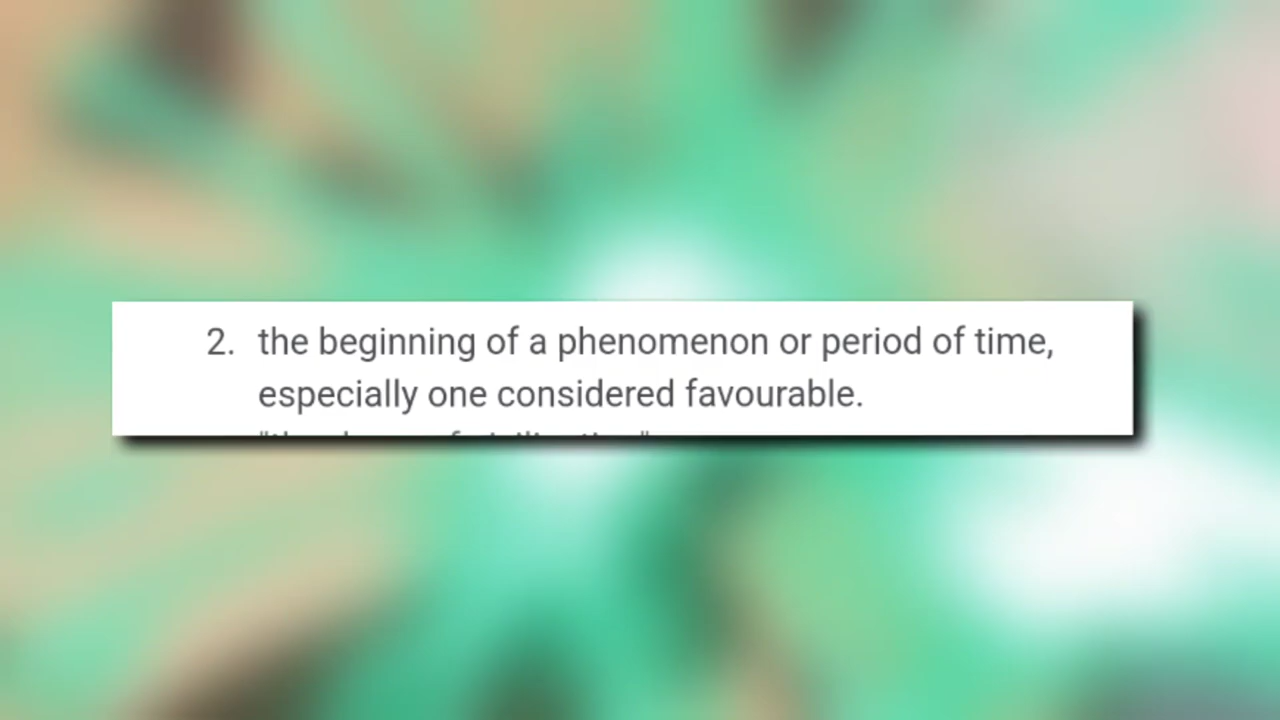 2. the beginning of a phenomenon or period of time,
especially one considered favourable.